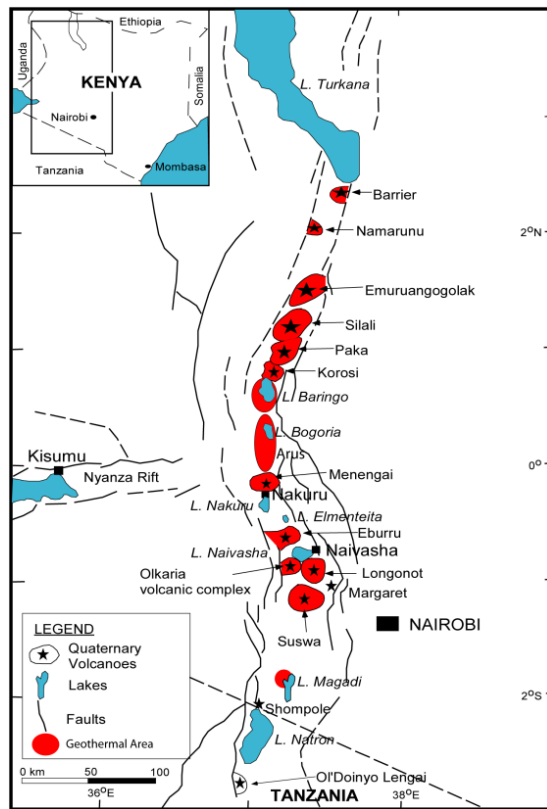 Ethiopia
Uganda
KENYA
Somalia
Nairobi
Tanzania
Mombasa
L. Turkana
Barrier
2°N
Namarunu
Emuruangogolak
Silali
Paka
Korosi
L. Baringo
L. Bogoria
Arus
0°
Kisumu
Menengai
Nyanza Rift
Nakuru
L. Nakuru
L. Elmenteita
Eburru
L. Naivasha
Naivasha
Olkaria
volcanic complex
Longonot
Margaret
NAIROBI
Suswa
LEGEND
Quaternary
Volcanoes
Lakes
Faults
Geothermal Area
L. Magadi
2°S
Shompole
L. Natron
0 km 50 100
Ol'Doinyo Lengai
36°E
TANZANIA
38°E